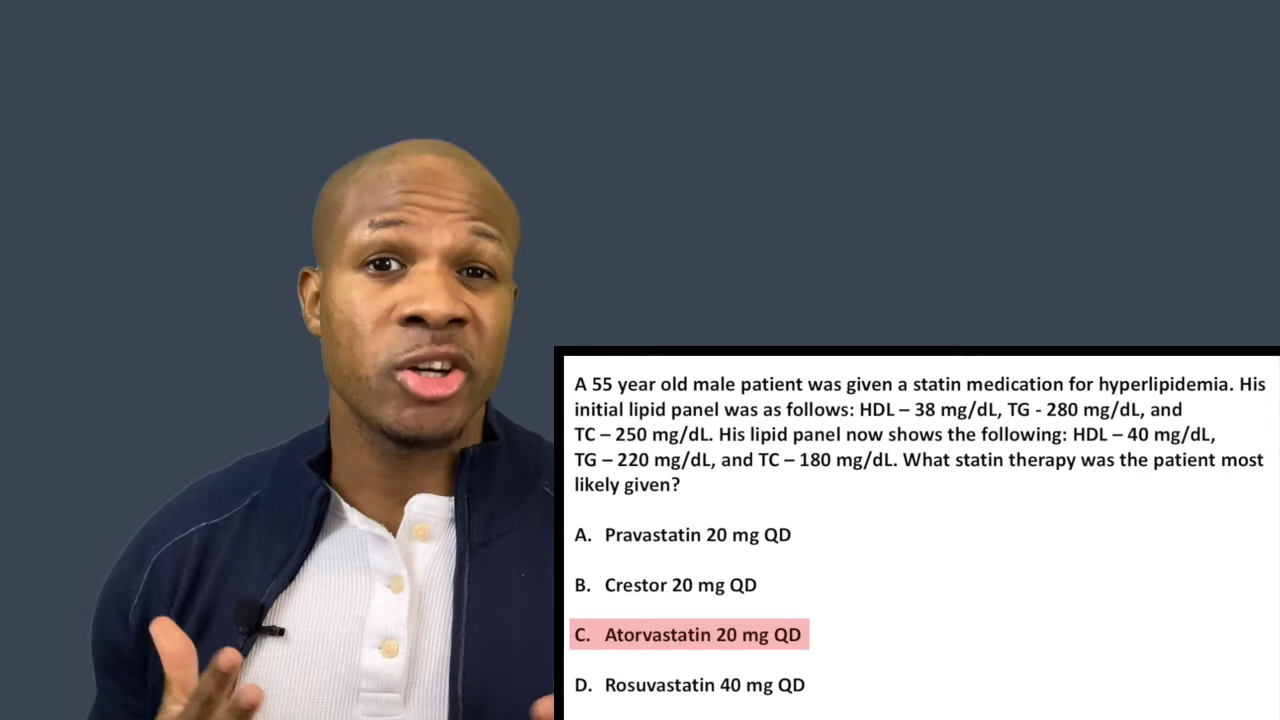 A 55 year old male patient was given a statin medication for hyperlipidemia. His
initial lipid panel was as follows: HDL – 38 mg/dL, TG - 280 mg/dL, and
TC – 250 mg/dL. His lipid panel now shows the following: HDL – 40 mg/dL,
TG – 220 mg/dL, and TC – 180 mg/dL. What statin therapy was the patient most
likely given?
A. Pravastatin 20 mg QD
B. Crestor 20 mg QD
C. Atorvastatin 20 mg QD
D. Rosuvastatin 40 mg QD